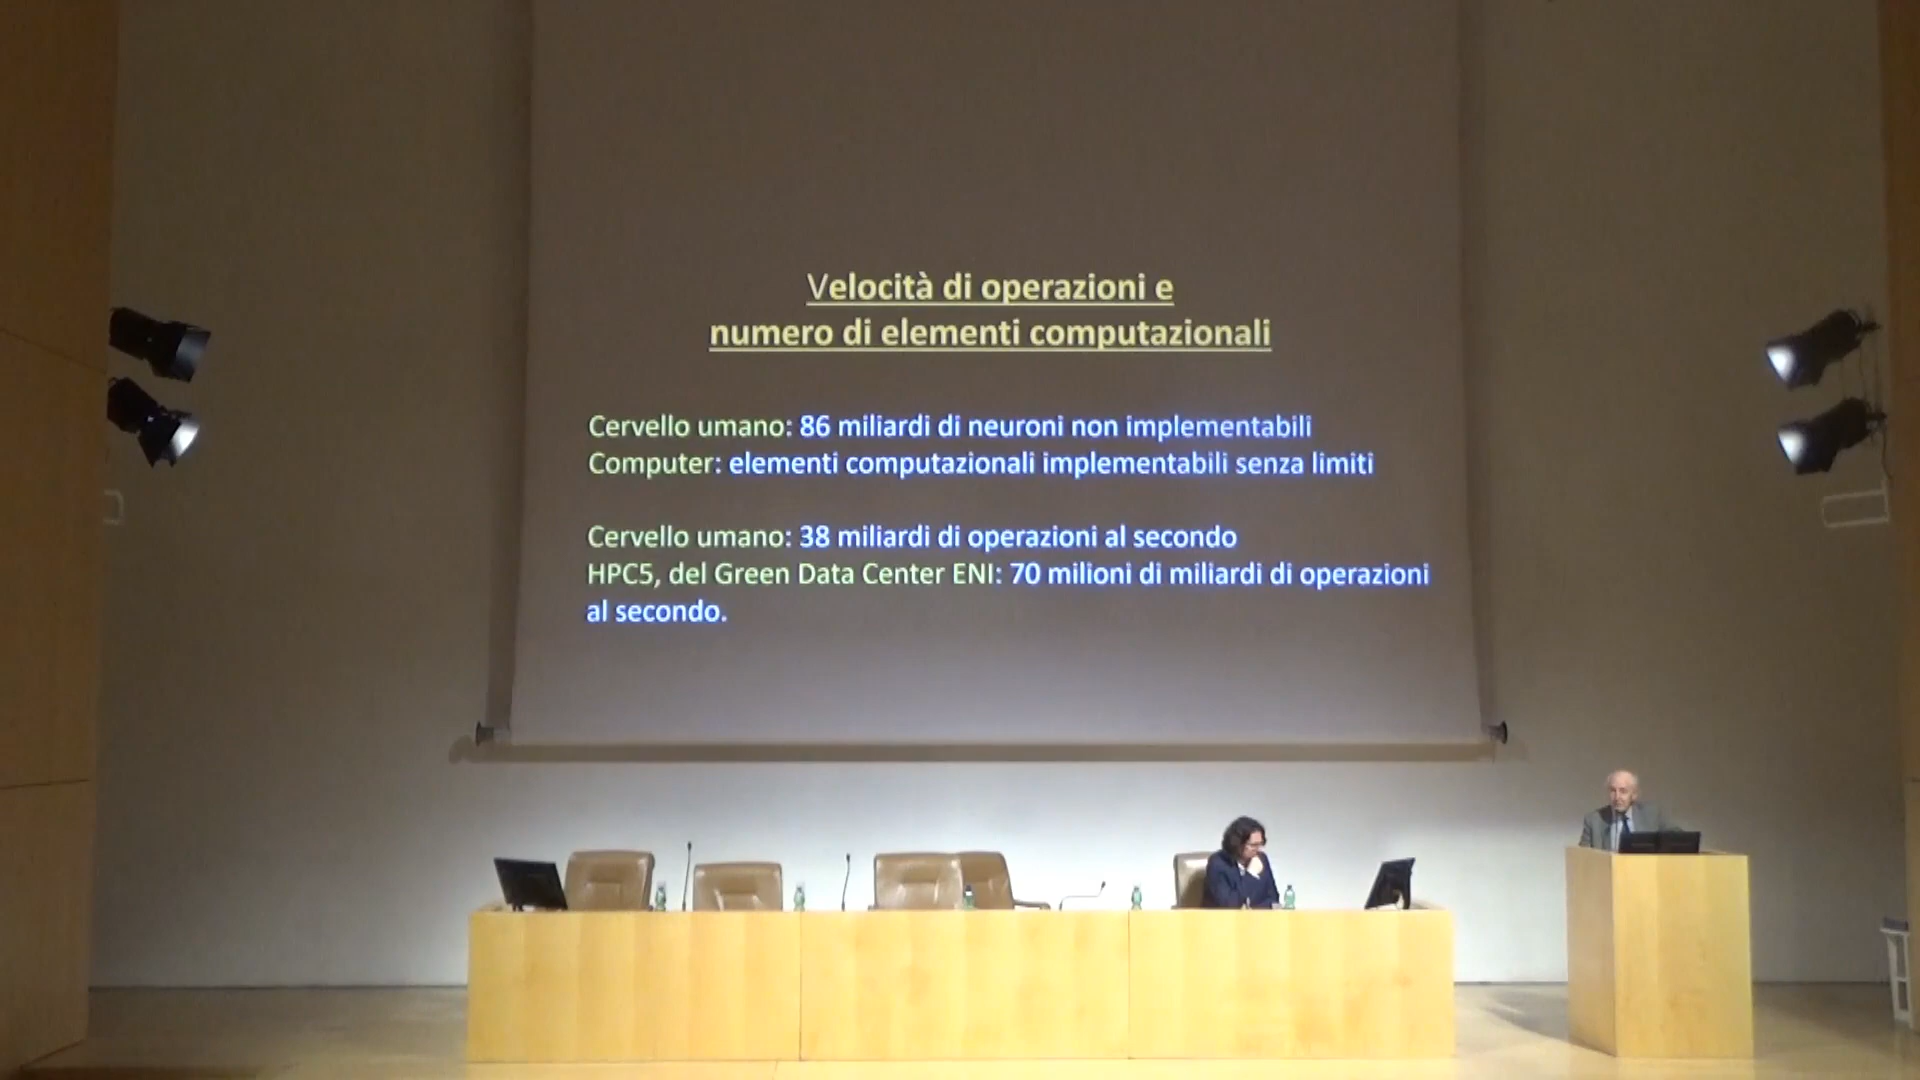 Velocità di operazioni e
numero di elementi computazionali
Cervello umano: 86 miliardi di neuroni non implementabili
Computer: elementi computazionali implementabili senza limiti
Cervello umano: 38 miliardi di operazioni al secondo
HPC5, del Green Data Center ENI: 70 milioni di miliardi di operazioni
al secondo.